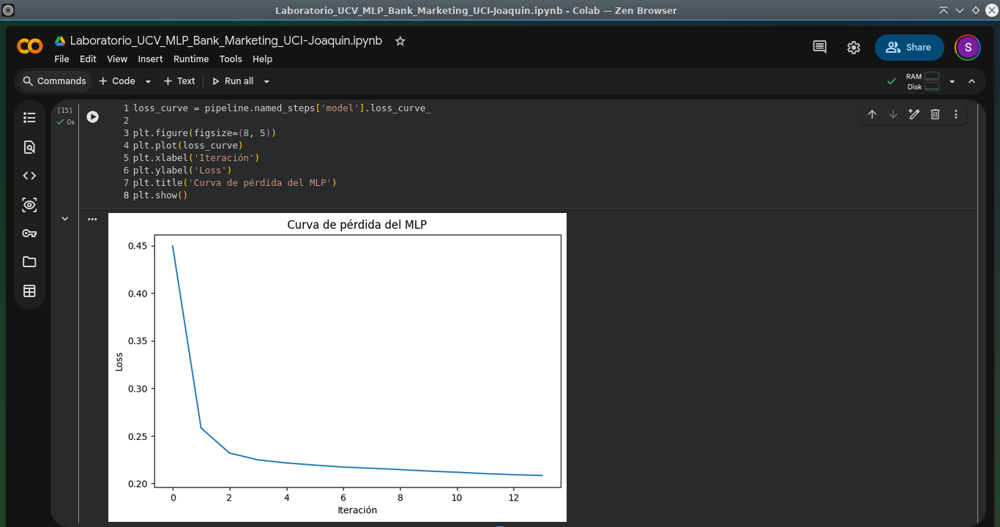 Laboratorio_UCV_MLP_Bank_Marketing_UCI-Joaquin.ipynb - Colab — Zen Browser
Laboratorio_UCV_MLP_Bank_Marketing_UCI-Joaquin.ipynb
Share
S
File Edit View Insert Runtime Tools Help
Commands + Code + Text Run all
RAM
Disk
[15]
0s
1 loss_curve = pipeline.named_steps['model'].loss_curve_
2
3 plt.figure(figsize=(8, 5))
4 plt.plot(loss_curve)
5 plt.xlabel('Iteración')
6 plt.ylabel('Loss')
7 plt.title('Curva de pérdida del MLP')
8 plt.show()
Curva de pérdida del MLP
0.45
0.40
0.35
0.30
0.25
0.20
Loss
0 2 4 6 8 10 12
Iteración